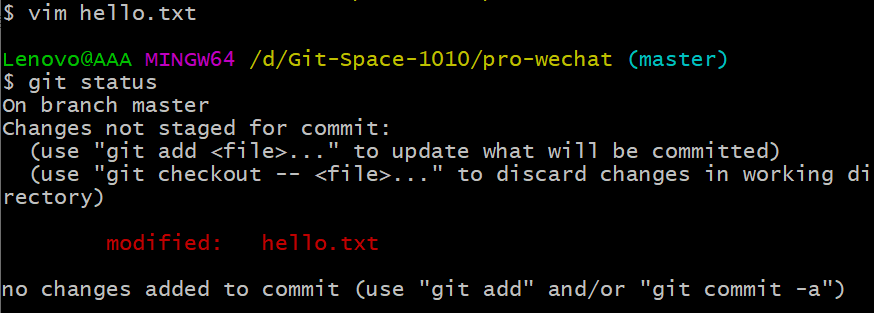 $ vim hello.txt
Lenovo@AAA MINGW64 /d/Git-Space-1010/pro-wechat (master)
$ git status
On branch master
Changes not staged for commit:
  (use "git add <file>..." to update what will be committed)
  (use "git checkout -- <file>..." to discard changes in working di
rectory)
        modified:   hello.txt
no changes added to commit (use "git add" and/or "git commit -a")